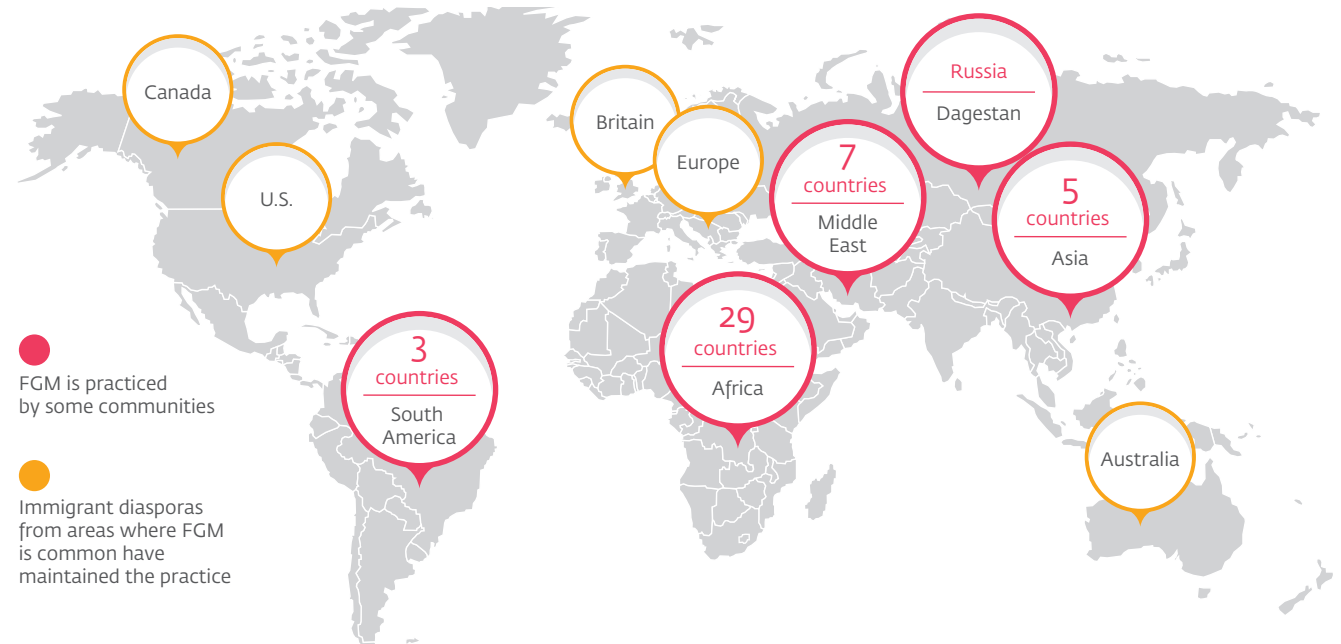 Canada
U.S.
Britain
Europe
Russia
Dagestan
7
countries
Middle
East
5
countries
Asia
29
countries
Africa
3
countries
South
America
Australia
FGM is practiced
by some communities
Immigrant diasporas
from areas where FGM
is common have
maintained the practice